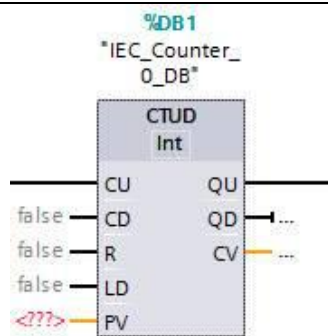 %DB1
"IEC_Counter_
0_DB"
CTUD
Int
CU QU
false CD QD ...
false R CV ...
false LD
<???> PV